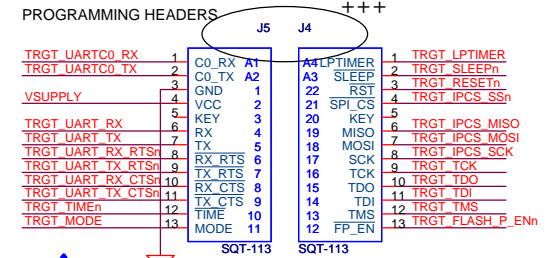 PROGRAMMING HEADERS
+++
J5 J4
TRGT_UARTC0_RX 1 C0_RX A1 A4 LPTIMER 1 TRGT_LPTIMER
TRGT_UARTC0_TX 2 C0_TX A2 A3 SLEEP 2 TRGT_SLEEPn
3 GND 1 22 RST 3 TRGT_RESETn
VSUPPLY 4 VCC 2 21 SPI_CS 4 TRGT_IPCS_SSn
5 KEY 3 20 KEY 5
TRGT_UART_RX 6 RX 4 19 MISO 6 TRGT_IPCS_MISO
TRGT_UART_TX 7 TX 5 18 MOSI 7 TRGT_IPCS_MOSI
TRGT_UART_RX_RTSn 8 RX_RTS 6 17 SCK 8 TRGT_IPCS_SCK
TRGT_UART_TX_RTSn 9 TX_RTS 7 16 TCK 9 TRGT_TCK
TRGT_UART_RX_CTSn 10 RX_CTS 8 15 TDO 10 TRGT_TDO
TRGT_UART_TX_CTSn 11 TX_CTS 9 14 TDI 11 TRGT_TDI
TRGT_TIMEn 12 TIME 10 13 TMS 12 TRGT_TMS
TRGT_MODE 13 MODE 11 12 FP_EN 13 TRGT_FLASH_P_ENn
SQT-113 SQT-113